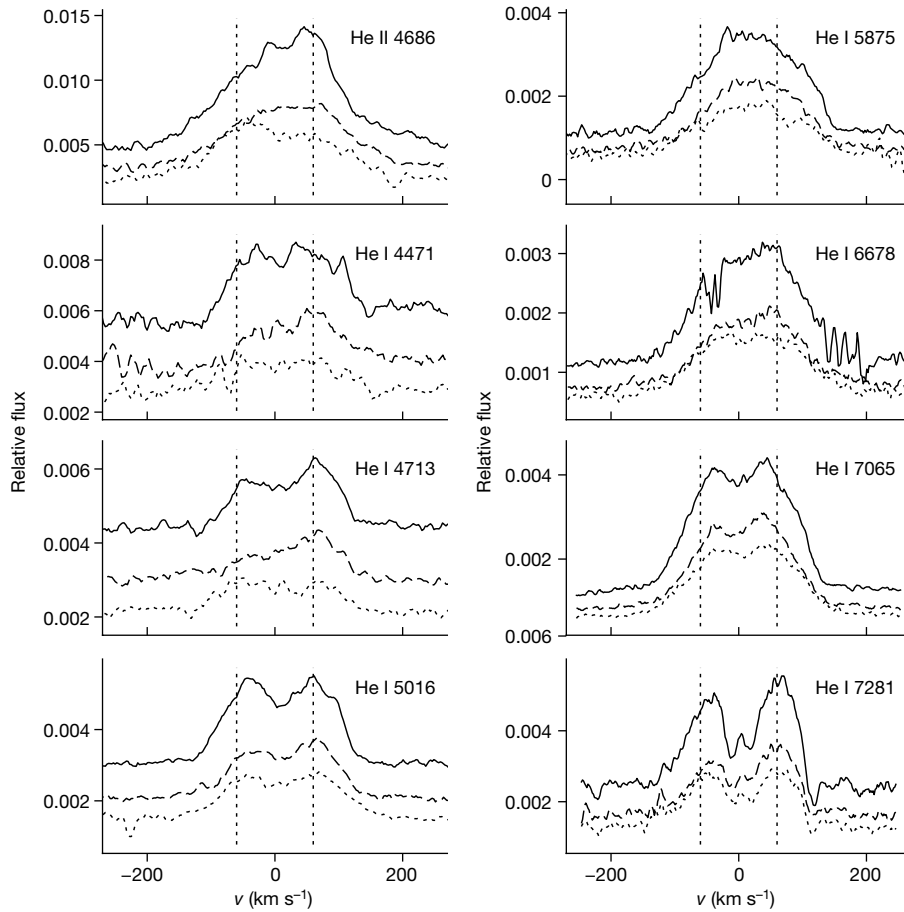 0.015
0.010
0.005
He II 4686
0.004
0.002
0
He I 5875
0.008
0.006
0.004
0.002
He I 4471
0.003
0.002
0.001
He I 6678
Relative flux
Relative flux
0.006
0.004
0.002
He I 4713
0.004
0.002
0.006
He I 7065
0.004
0.002
He I 5016
0.004
0.002
He I 7281
−200 0 200
v (km s⁻¹)
−200 0 200
v (km s⁻¹)